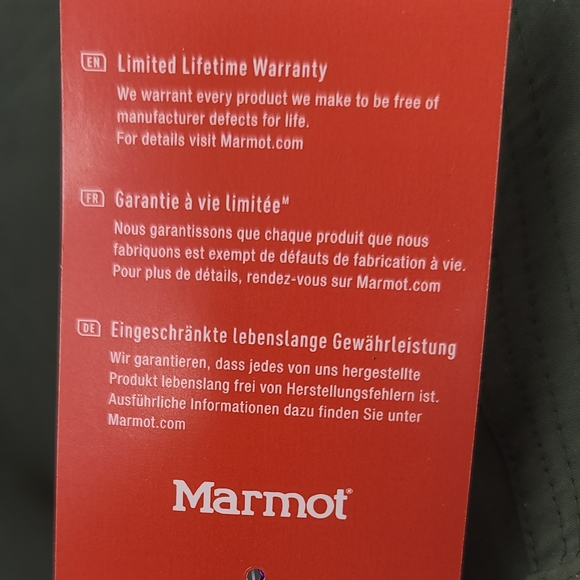 EN Limited Lifetime Warranty
We warrant every product we make to be free of
manufacturer defects for life.
For details visit Marmot.com
FR Garantie à vie limitéeᴹ
Nous garantissons que chaque produit que nous
fabriquons est exempt de défauts de fabrication à vie.
Pour plus de détails, rendez-vous sur Marmot.com
DE Eingeschränkte lebenslange Gewährleistung
Wir garantieren, dass jedes von uns hergestellte
Produkt lebenslang frei von Herstellungsfehlern ist.
Ausführliche Informationen dazu finden Sie unter
Marmot.com
Marmot®